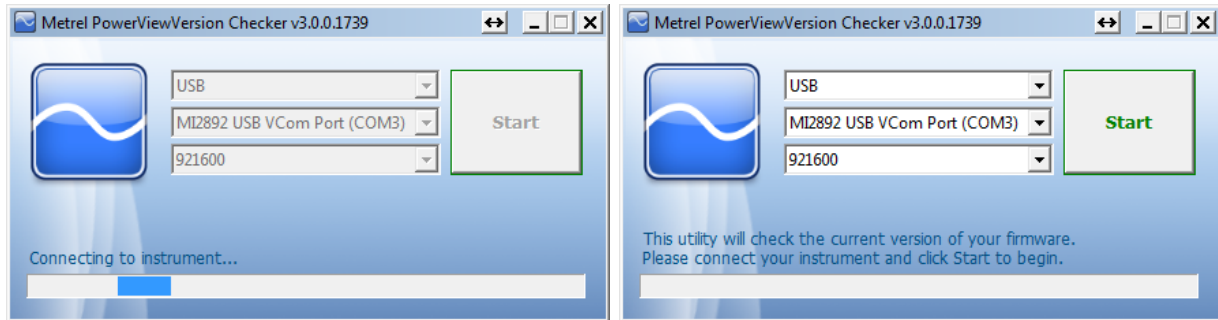 Metrel PowerViewVersion Checker v3.0.0.1739
USB
MI2892 USB VCom Port (COM3)
921600
Start
Connecting to instrument...
Metrel PowerViewVersion Checker v3.0.0.1739
USB
MI2892 USB VCom Port (COM3)
921600
Start
This utility will check the current version of your firmware.
Please connect your instrument and click Start to begin.